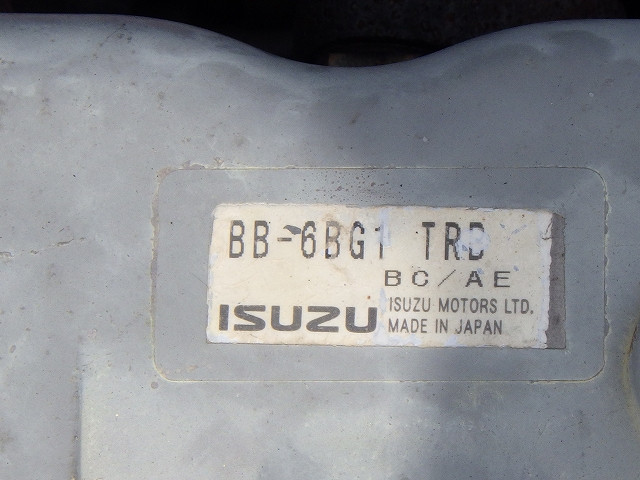 BB-6BG1 TRD
BC/AE
ISUZU
ISUZU MOTORS LTD.
MADE IN JAPAN